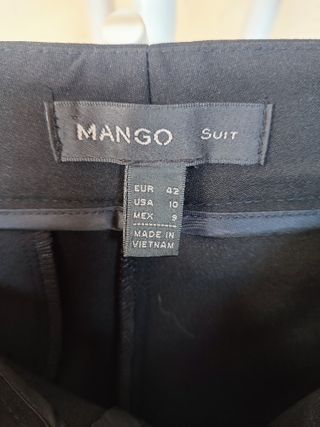 MANGO SUIT
EUR 42
USA 10
MEX 9
MADE IN
VIETNAM